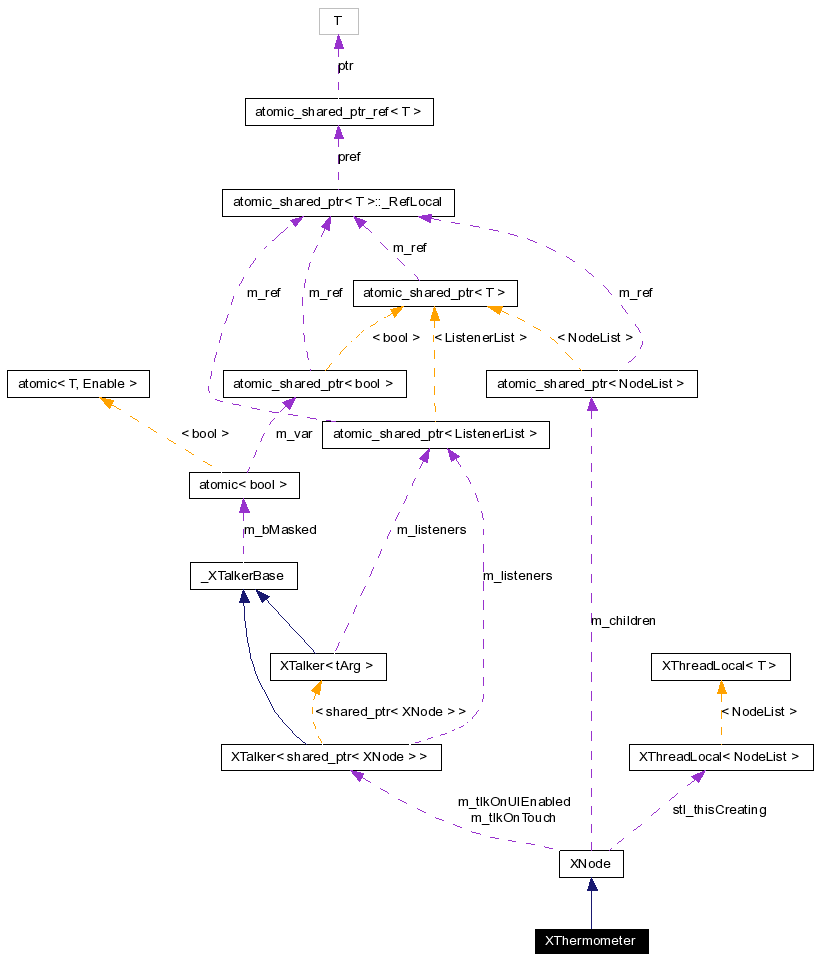 T
ptr
atomic_shared_ptr_ref< T >
pref
atomic_shared_ptr< T >::_RefLocal
m_ref
m_ref
m_ref
m_ref
atomic_shared_ptr< T >
< bool >
< ListenerList >
< NodeList >
atomic< T, Enable >
atomic_shared_ptr< bool >
atomic_shared_ptr< NodeList >
< bool >
m_var
atomic_shared_ptr< ListenerList >
atomic< bool >
m_bMasked
m_listeners
_XTalkerBase
m_listeners
m_children
XTalker< tArg >
XThreadLocal< T >
< shared_ptr< XNode > >
< NodeList >
XTalker< shared_ptr< XNode > >
XThreadLocal< NodeList >
m_tlkOnUIEnabled
m_tlkOnTouch
stl_thisCreating
XNode
XThermometer